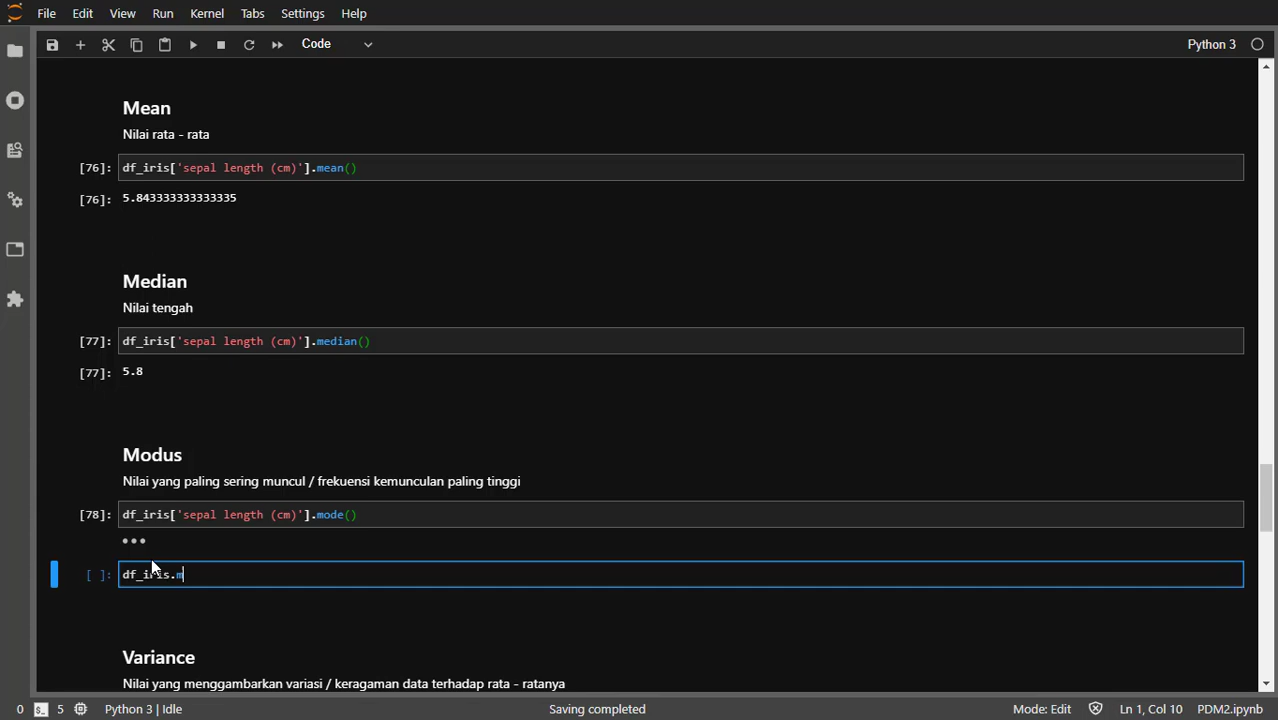 File Edit View Run Kernel Tabs Settings Help
Code Python 3
Mean
Nilai rata - rata
[76]: df_iris['sepal length (cm)'].mean()
[76]: 5.843333333333335
Median
Nilai tengah
[77]: df_iris['sepal length (cm)'].median()
[77]: 5.8
Modus
Nilai yang paling sering muncul / frekuensi kemunculan paling tinggi
[78]: df_iris['sepal length (cm)'].mode()
[ ]: df_iris.m
Variance
Nilai yang menggambarkan variasi / keragaman data terhadap rata - ratanya
0 5 Python 3 | Idle Saving completed Mode: Edit Ln 1, Col 10 PDM2.ipynb